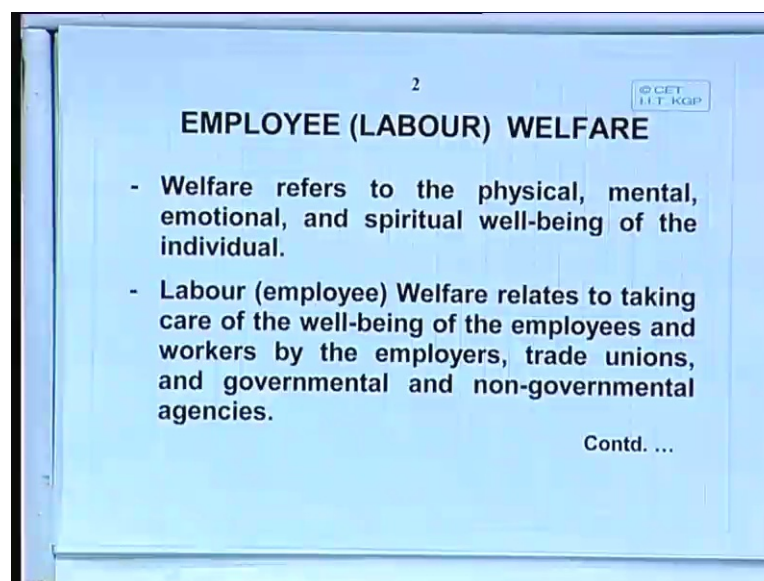 2
© CET
I.I.T. KGP
EMPLOYEE (LABOUR) WELFARE
- Welfare refers to the physical, mental,
emotional, and spiritual well-being of the
individual.
- Labour (employee) Welfare relates to taking
care of the well-being of the employees and
workers by the employers, trade unions,
and governmental and non-governmental
agencies.
Contd. ...